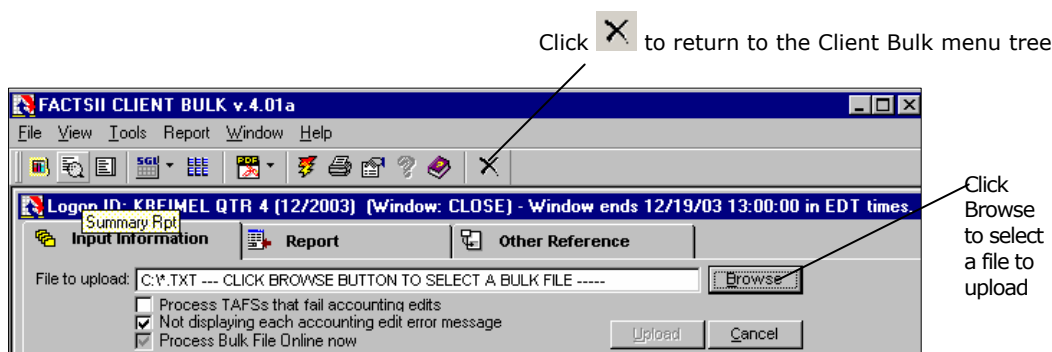 Click X to return to the Client Bulk menu tree
FACTSII CLIENT BULK v.4.01a
File View Tools Report Window Help
SGL PDF
Logon ID: KREIMEL QTR 4 (12/2003) (Window: CLOSE) - Window ends 12/19/03 13:00:00 in EDT times.
Summary Rpt
Input Information Report Other Reference
File to upload: C:\*.TXT --- CLICK BROWSE BUTTON TO SELECT A BULK FILE ----- Browse
Process TAFSs that fail accounting edits
Not displaying each accounting edit error message
Process Bulk File Online now
Upload Cancel
Click
Browse
to select
a file to
upload